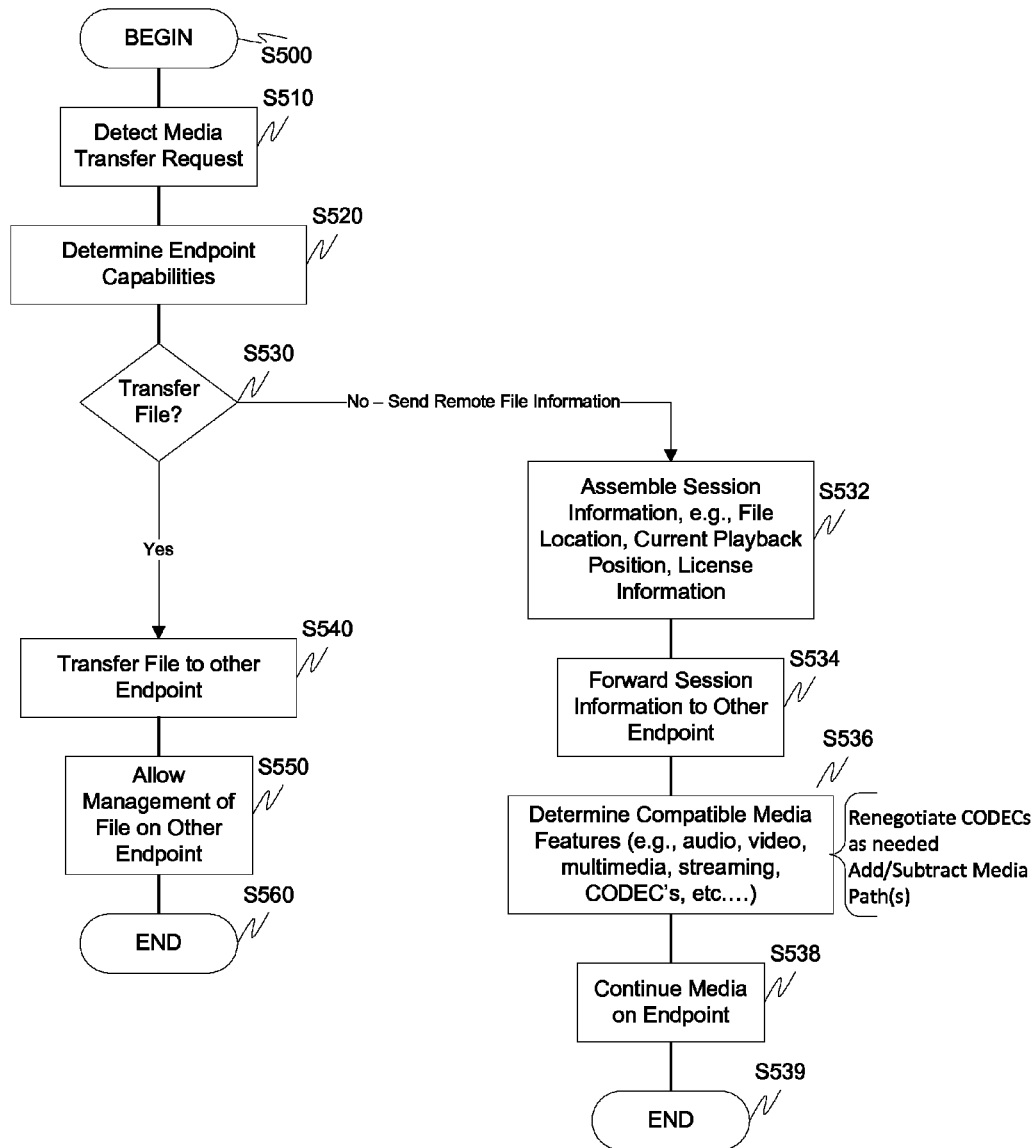 BEGIN
S500
S510
Detect Media
Transfer Request
S520
Determine Endpoint
Capabilities
S530
Transfer
File?
No – Send Remote File Information
Yes
S532
Assemble Session
Information, e.g., File
Location, Current Playback
Position, License
Information
S540
Transfer File to other
Endpoint
S534
Forward Session
Information to Other
Endpoint
S550
Allow
Management of
File on Other
Endpoint
S536
Determine Compatible Media
Features (e.g., audio, video,
multimedia, streaming,
CODEC's, etc.…)
Renegotiate CODECs
as needed
Add/Subtract Media
Path(s)
S560
END
S538
Continue Media
on Endpoint
S539
END